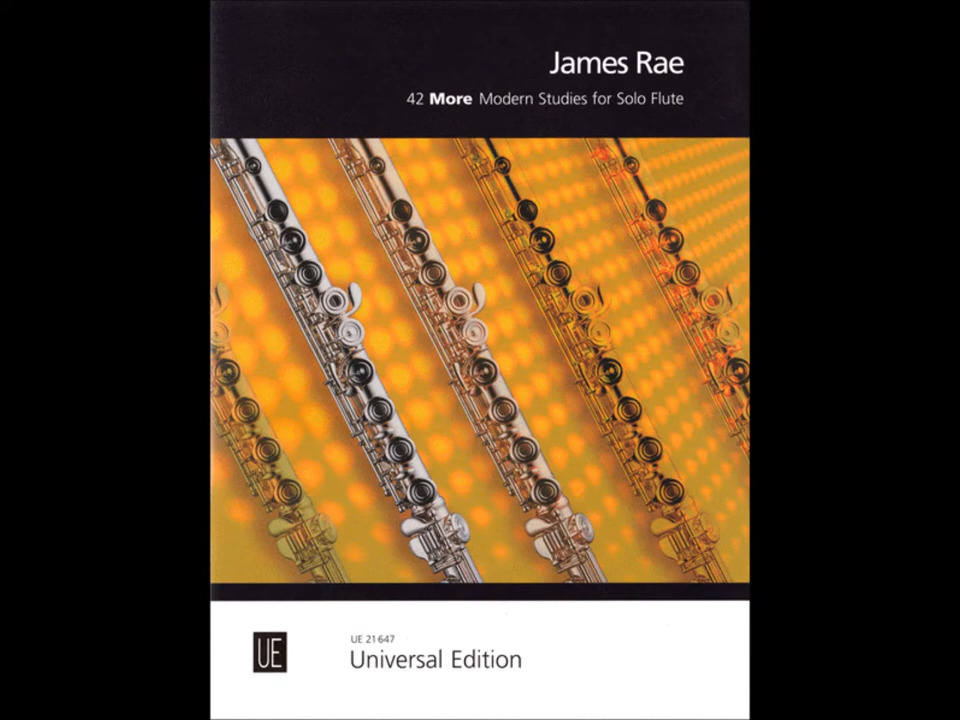 James Rae
42 More Modern Studies for Solo Flute
UE 21 647
UE
Universal Edition